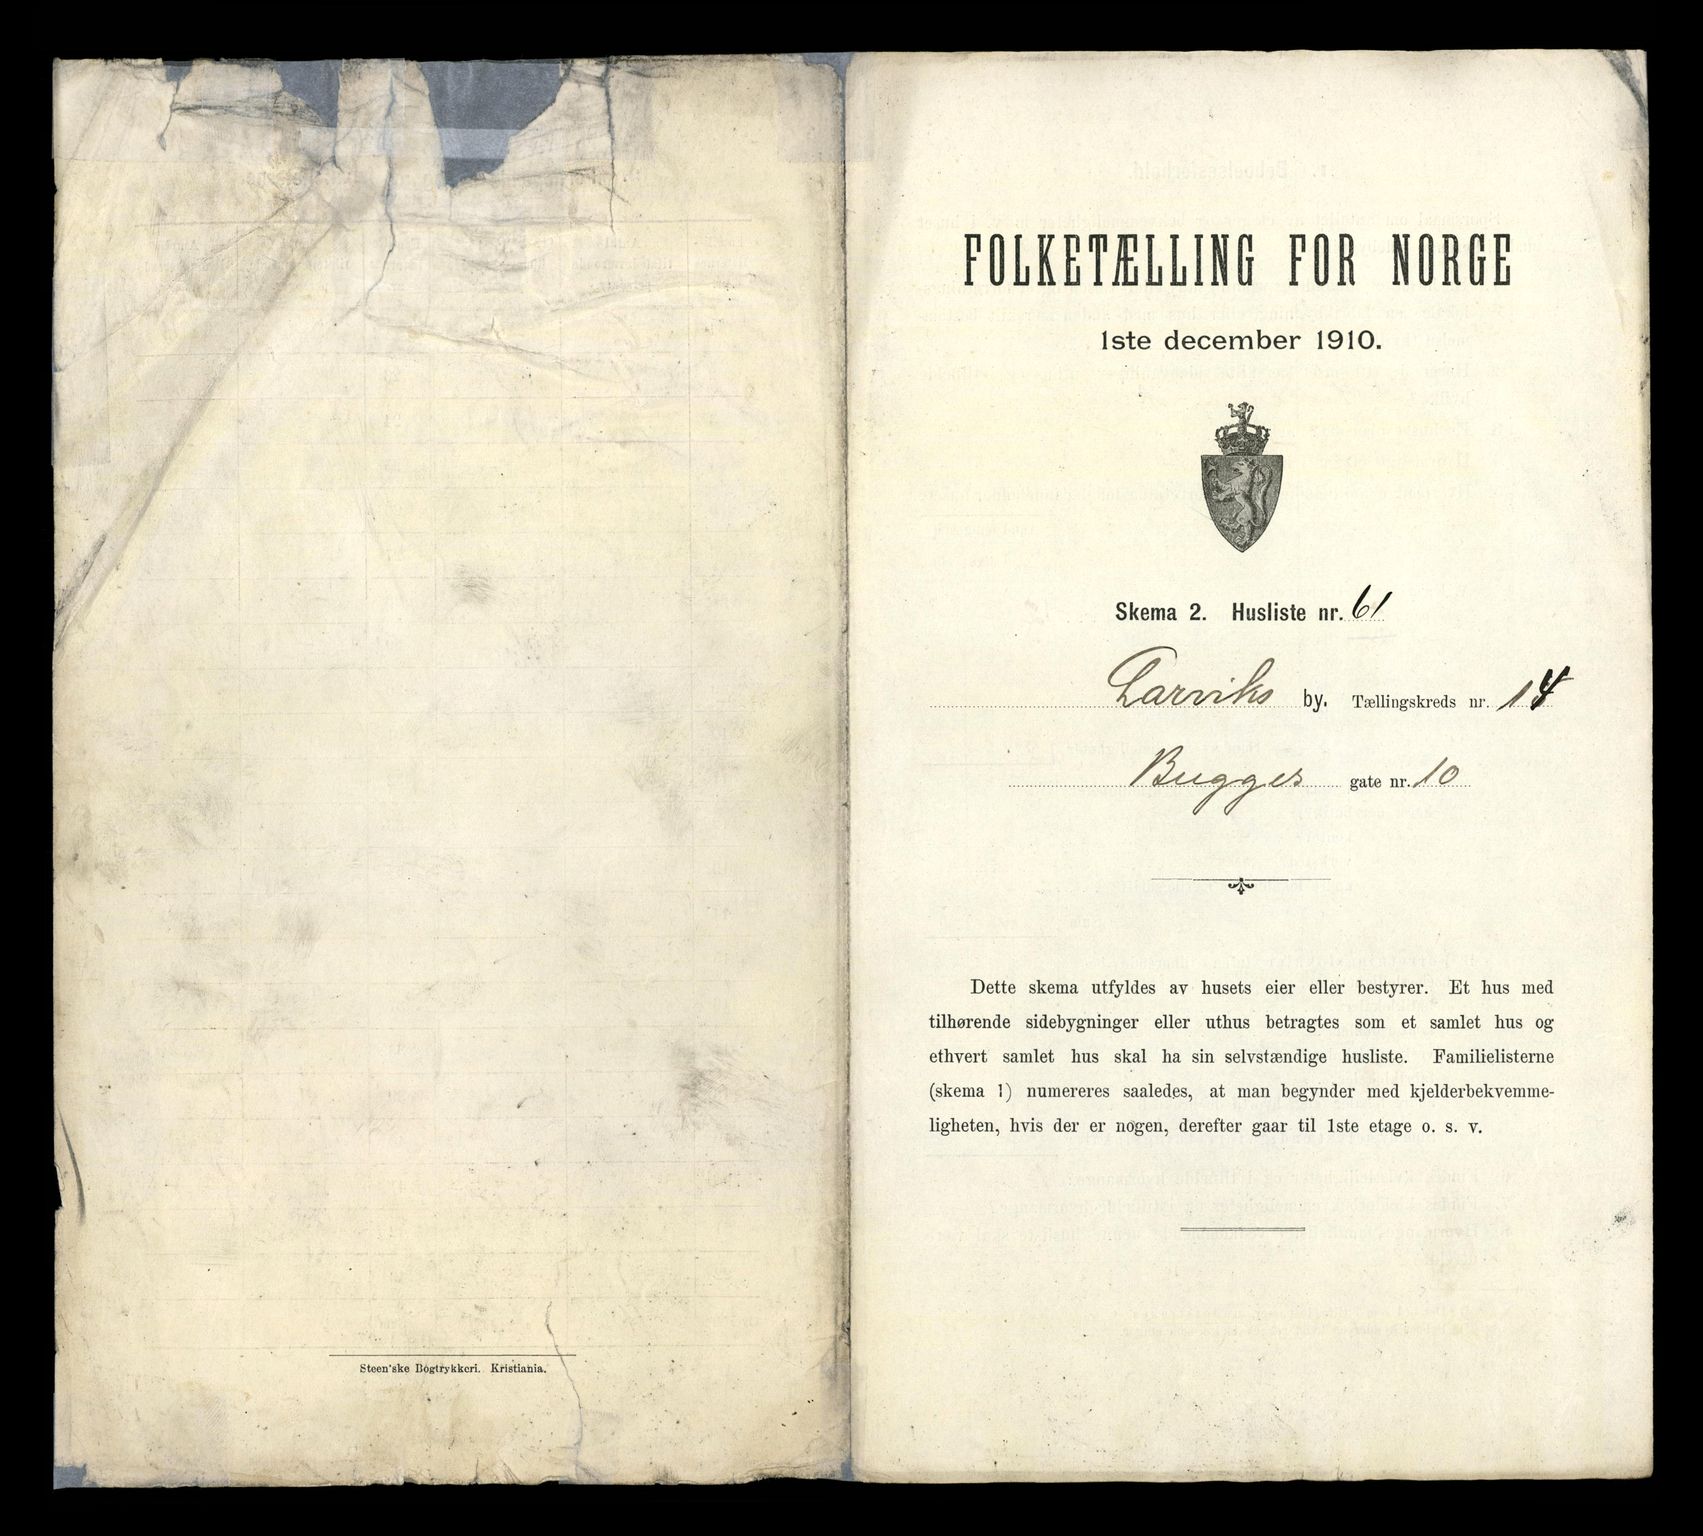 Steen'ske Bogtrykkeri. Kristiania.
FOLKETÆLLING FOR NORGE
1ste december 1910.
Skema 2. Husliste nr. 61
Larviks by. Tællingskreds nr. 14
Bugges gate nr. 10
Dette skema utfyldes av husets eier eller bestyrer. Et hus med
tilhørende sidebygninger eller uthus betragtes som et samlet hus og
ethvert samlet hus skal ha sin selvstændige husliste. Familielisterne
(skema 1) numereres saaledes, at man begynder med kjelderbekvemme-
ligheten, hvis der er nogen, derefter gaar til 1ste etage o. s. v.